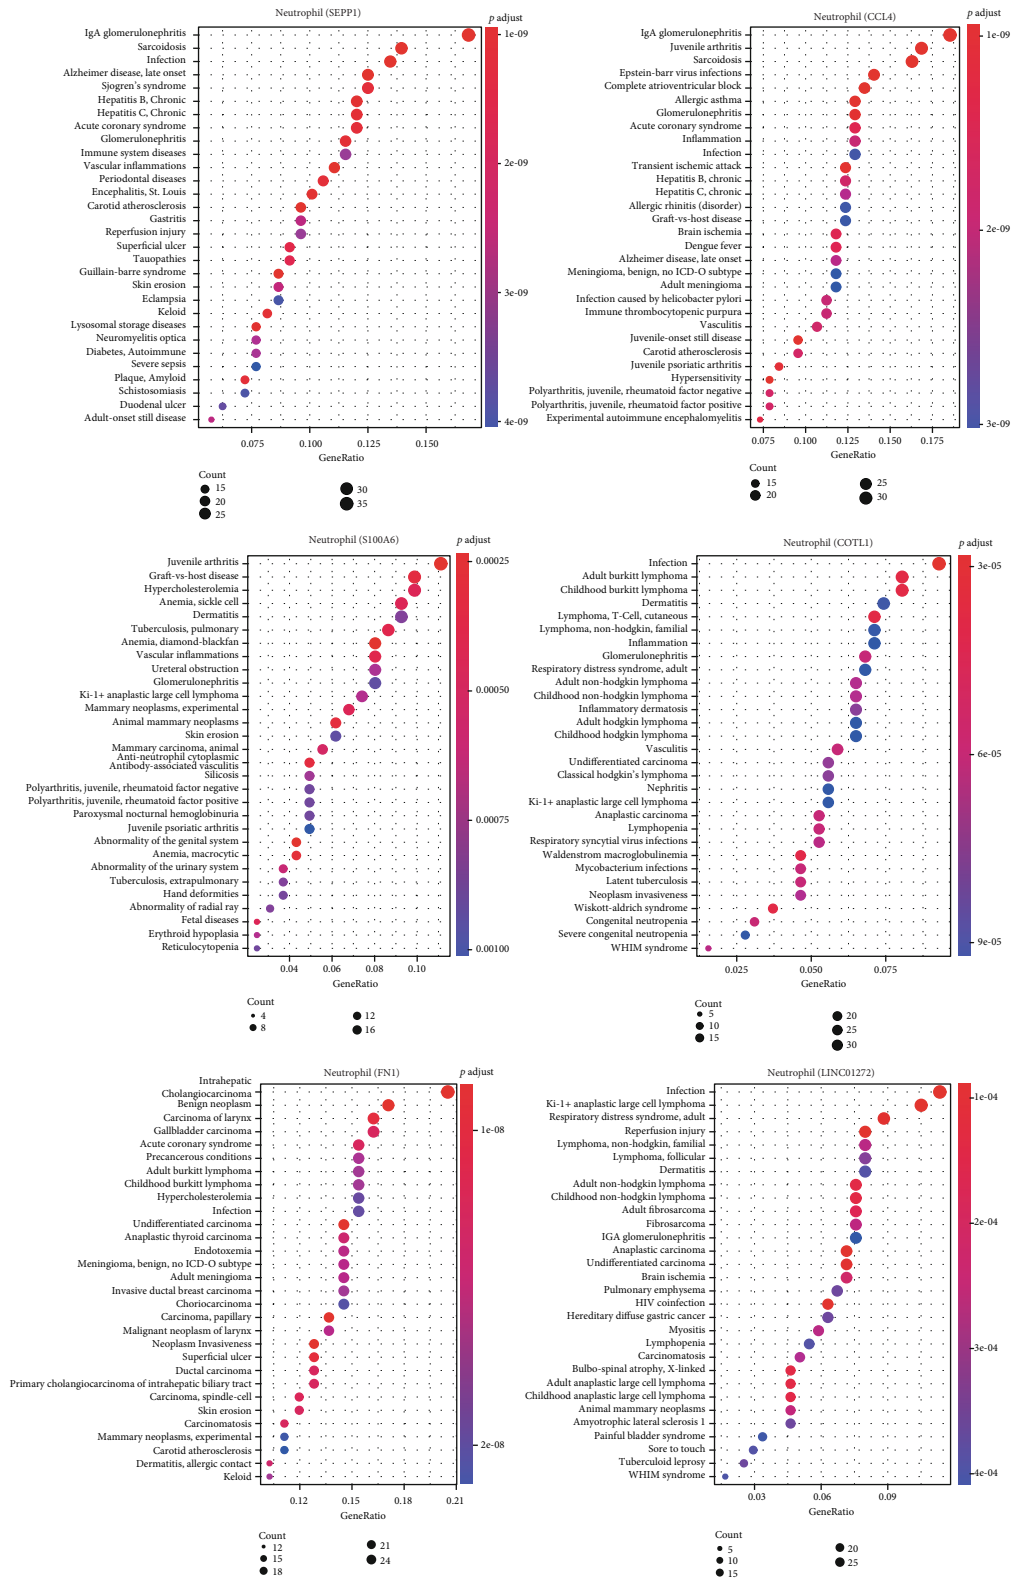 Neutrophil (SEPP1)
p adjust
IgA glomerulonephritis
Sarcoidosis
Infection
Alzheimer disease, late onset
Sjogren's syndrome
Hepatitis B, Chronic
Hepatitis C, Chronic
Acute coronary syndrome
Glomerulonephritis
Immune system diseases
Vascular inflammations
Periodontal diseases
Encephalitis, St. Louis
Carotid atherosclerosis
Gastritis
Reperfusion injury
Superficial ulcer
Tauopathies
Guillain-barre syndrome
Skin erosion
Eclampsia
Keloid
Lysosomal storage diseases
Neuromyelitis optica
Diabetes, Autoimmune
Severe sepsis
Plaque, Amyloid
Schistosomiasis
Duodenal ulcer
Adult-onset still disease
1e-09
2e-09
3e-09
4e-09
0.075 0.100 0.125 0.150
GeneRatio
Count
15
20
25
30
35
Neutrophil (CCL4)
p adjust
IgA glomerulonephritis
Juvenile arthritis
Sarcoidosis
Epstein-barr virus infections
Complete atrioventricular block
Allergic asthma
Glomerulonephritis
Acute coronary syndrome
Inflammation
Infection
Transient ischemic attack
Hepatitis B, chronic
Hepatitis C, chronic
Allergic rhinitis (disorder)
Graft-vs-host disease
Brain ischemia
Dengue fever
Alzheimer disease, late onset
Meningioma, benign, no ICD-O subtype
Adult meningioma
Infection caused by helicobacter pylori
Immune thrombocytopenic purpura
Vasculitis
Juvenile-onset still disease
Carotid atherosclerosis
Juvenile psoriatic arthritis
Hypersensitivity
Polyarthritis, juvenile, rheumatoid factor negative
Polyarthritis, juvenile, rheumatoid factor positive
Experimental autoimmune encephalomyelitis
1e-09
2e-09
3e-09
0.075 0.100 0.125 0.150 0.175
GeneRatio
Count
15
20
25
30
Neutrophil (S100A6)
p adjust
Juvenile arthritis
Graft-vs-host disease
Hypercholesterolemia
Anemia, sickle cell
Dermatitis
Tuberculosis, pulmonary
Anemia, diamond-blackfan
Vascular inflammations
Ureteral obstruction
Glomerulonephritis
Ki-1+ anaplastic large cell lymphoma
Mammary neoplasms, experimental
Animal mammary neoplasms
Skin erosion
Mammary carcinoma, animal
Anti-neutrophil cytoplasmic
Antibody-associated vasculitis
Silicosis
Polyarthritis, juvenile, rheumatoid factor negative
Polyarthritis, juvenile, rheumatoid factor positive
Paroxysmal nocturnal hemoglobinuria
Juvenile psoriatic arthritis
Abnormality of the genital system
Anemia, macrocytic
Abnormality of the urinary system
Tuberculosis, extrapulmonary
Hand deformities
Abnormality of radial ray
Fetal diseases
Erythroid hypoplasia
Reticulocytopenia
0.00025
0.00050
0.00075
0.00100
0.04 0.06 0.08 0.10
GeneRatio
Count
4
8
12
16
Neutrophil (COTL1)
p adjust
Infection
Adult burkitt lymphoma
Childhood burkitt lymphoma
Dermatitis
Lymphoma, T-Cell, cutaneous
Lymphoma, non-hodgkin, familial
Inflammation
Glomerulonephritis
Respiratory distress syndrome, adult
Adult non-hodgkin lymphoma
Childhood non-hodgkin lymphoma
Inflammatory dermatosis
Adult hodgkin lymphoma
Childhood hodgkin lymphoma
Vasculitis
Undifferentiated carcinoma
Classical hodgkin's lymphoma
Nephritis
Ki-1+ anaplastic large cell lymphoma
Anaplastic carcinoma
Lymphopenia
Respiratory syncytial virus infections
Waldenstrom macroglobulinemia
Mycobacterium infections
Latent tuberculosis
Neoplasm invasiveness
Wiskott-aldrich syndrome
Congenital neutropenia
Severe congenital neutropenia
WHIM syndrome
3e-05
6e-05
9e-05
0.025 0.050 0.075
GeneRatio
Count
5
10
15
20
25
30
Neutrophil (FN1)
p adjust
Intrahepatic
Cholangiocarcinoma
Benign neoplasm
Carcinoma of larynx
Gallbladder carcinoma
Acute coronary syndrome
Precancerous conditions
Adult burkitt lymphoma
Childhood burkitt lymphoma
Hypercholesterolemia
Infection
Undifferentiated carcinoma
Anaplastic thyroid carcinoma
Endotoxemia
Meningioma, benign, no ICD-O subtype
Adult meningioma
Invasive ductal breast carcinoma
Choriocarcinoma
Carcinoma, papillary
Malignant neoplasm of larynx
Neoplasm Invasiveness
Superficial ulcer
Ductal carcinoma
Primary cholangiocarcinoma of intrahepatic biliary tract
Carcinoma, spindle-cell
Skin erosion
Carcinomatosis
Mammary neoplasms, experimental
Carotid atherosclerosis
Dermatitis, allergic contact
Keloid
1e-08
2e-08
0.12 0.15 0.18 0.21
GeneRatio
Count
12
15
18
21
24
Neutrophil (LINC01272)
p adjust
Infection
Ki-1+ anaplastic large cell lymphoma
Respiratory distress syndrome, adult
Reperfusion injury
Lymphoma, non-hodgkin, familial
Lymphoma, follicular
Dermatitis
Adult non-hodgkin lymphoma
Childhood non-hodgkin lymphoma
Adult fibrosarcoma
Fibrosarcoma
IGA glomerulonephritis
Anaplastic carcinoma
Undifferentiated carcinoma
Brain ischemia
Pulmonary emphysema
HIV coinfection
Hereditary diffuse gastric cancer
Myositis
Lymphopenia
Carcinomatosis
Bulbo-spinal atrophy, X-linked
Adult anaplastic large cell lymphoma
Childhood anaplastic large cell lymphoma
Animal mammary neoplasms
Amyotrophic lateral sclerosis 1
Painful bladder syndrome
Sore to touch
Tuberculoid leprosy
WHIM syndrome
1e-04
2e-04
3e-04
4e-04
0.03 0.06 0.09
GeneRatio
Count
5
10
15
20
25